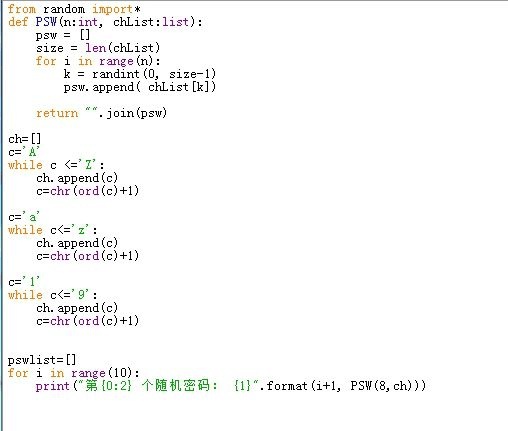 from random import*
def PSW(n:int, chList:list):
    psw = []
    size = len(chList)
    for i in range(n):
        k = randint(0, size-1)
        psw.append( chList[k])
    return "".join(psw)
ch=[]
c='A'
while c <='Z':
    ch.append(c)
    c=chr(ord(c)+1)
c='a'
while c<='z':
    ch.append(c)
    c=chr(ord(c)+1)
c='1'
while c<='9':
    ch.append(c)
    c=chr(ord(c)+1)
pswlist=[]
for i in range(10):
    print("第{0:2} 个随机密码： {1}".format(i+1, PSW(8,ch)))